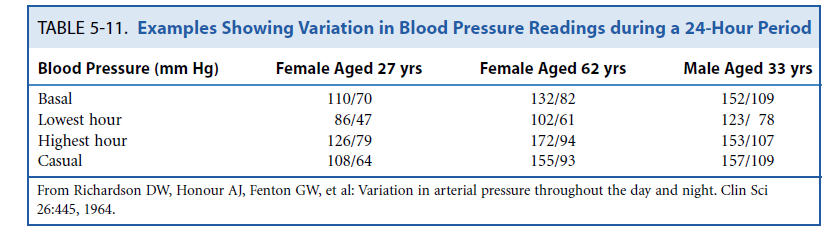 TABLE 5-11. Examples Showing Variation in Blood Pressure Readings during a 24-Hour Period
Blood Pressure (mm Hg) Female Aged 27 yrs Female Aged 62 yrs Male Aged 33 yrs
Basal 110/70 132/82 152/109
Lowest hour 86/47 102/61 123/ 78
Highest hour 126/79 172/94 153/107
Casual 108/64 155/93 157/109
From Richardson DW, Honour AJ, Fenton GW, et al: Variation in arterial pressure throughout the day and night. Clin Sci
26:445, 1964.